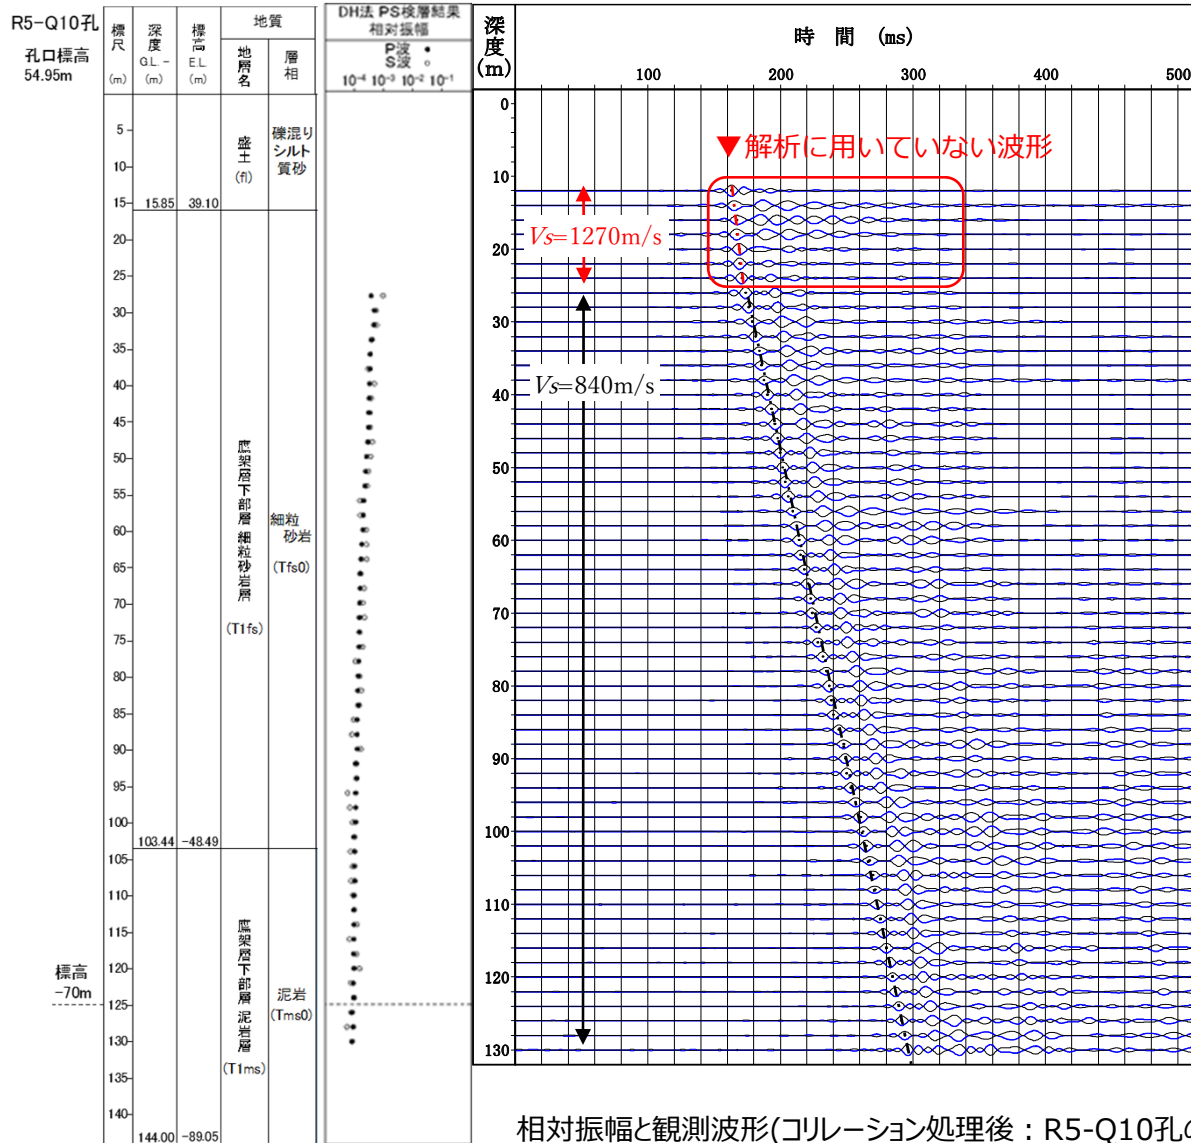 R5-Q10孔
孔口標高
54.95m
標尺
(m)
深度
G.L.－
(m)
標高
E.L.
(m)
地質
地層名
層相
DH法 PS検層結果
相対振幅
P波 ●
S波 ○
10⁻⁴ 10⁻³ 10⁻² 10⁻¹
深度
(m)
時 間 (ms)
100 200 300 400 500
5
10
15
20
25
30
35
40
45
50
55
60
65
70
75
80
85
90
95
100
105
110
115
120
125
130
135
140
15.85 39.10
103.44 -48.49
144.00 -89.05
盛土
(fl)
礫混り
シルト
質砂
鷹架層下部層 細粒砂岩層
(T1fs)
細粒
砂岩
(Tfs0)
鷹架層下部層 泥岩層
(T1ms)
泥岩
(Tms0)
標高
-70m
0
10
20
30
40
50
60
70
80
90
100
110
120
130
▼解析に用いていない波形
Vs=1270m/s
Vs=840m/s
相対振幅と観測波形(コリレーション処理後：R5-Q10孔の